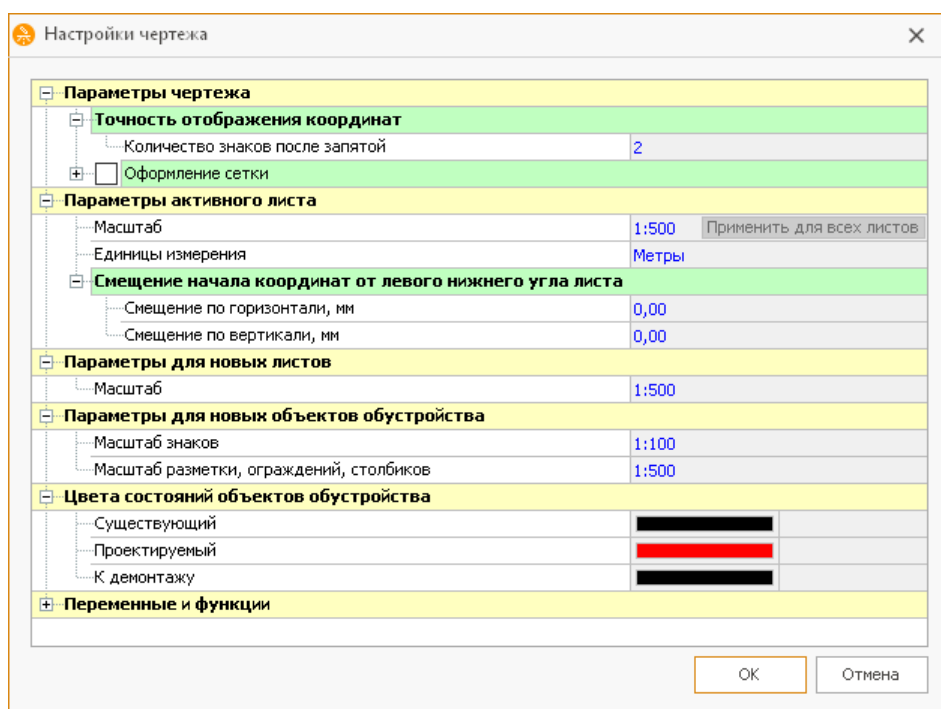 Настройки чертежа
Параметры чертежа
Точность отображения координат
Количество знаков после запятой 2
Оформление сетки
Параметры активного листа
Масштаб 1:500 Применить для всех листов
Единицы измерения Метры
Смещение начала координат от левого нижнего угла листа
Смещение по горизонтали, мм 0,00
Смещение по вертикали, мм 0,00
Параметры для новых листов
Масштаб 1:500
Параметры для новых объектов обустройства
Масштаб знаков 1:100
Масштаб разметки, ограждений, столбиков 1:500
Цвета состояний объектов обустройства
Существующий
Проектируемый
К демонтажу
Переменные и функции
ОК Отмена